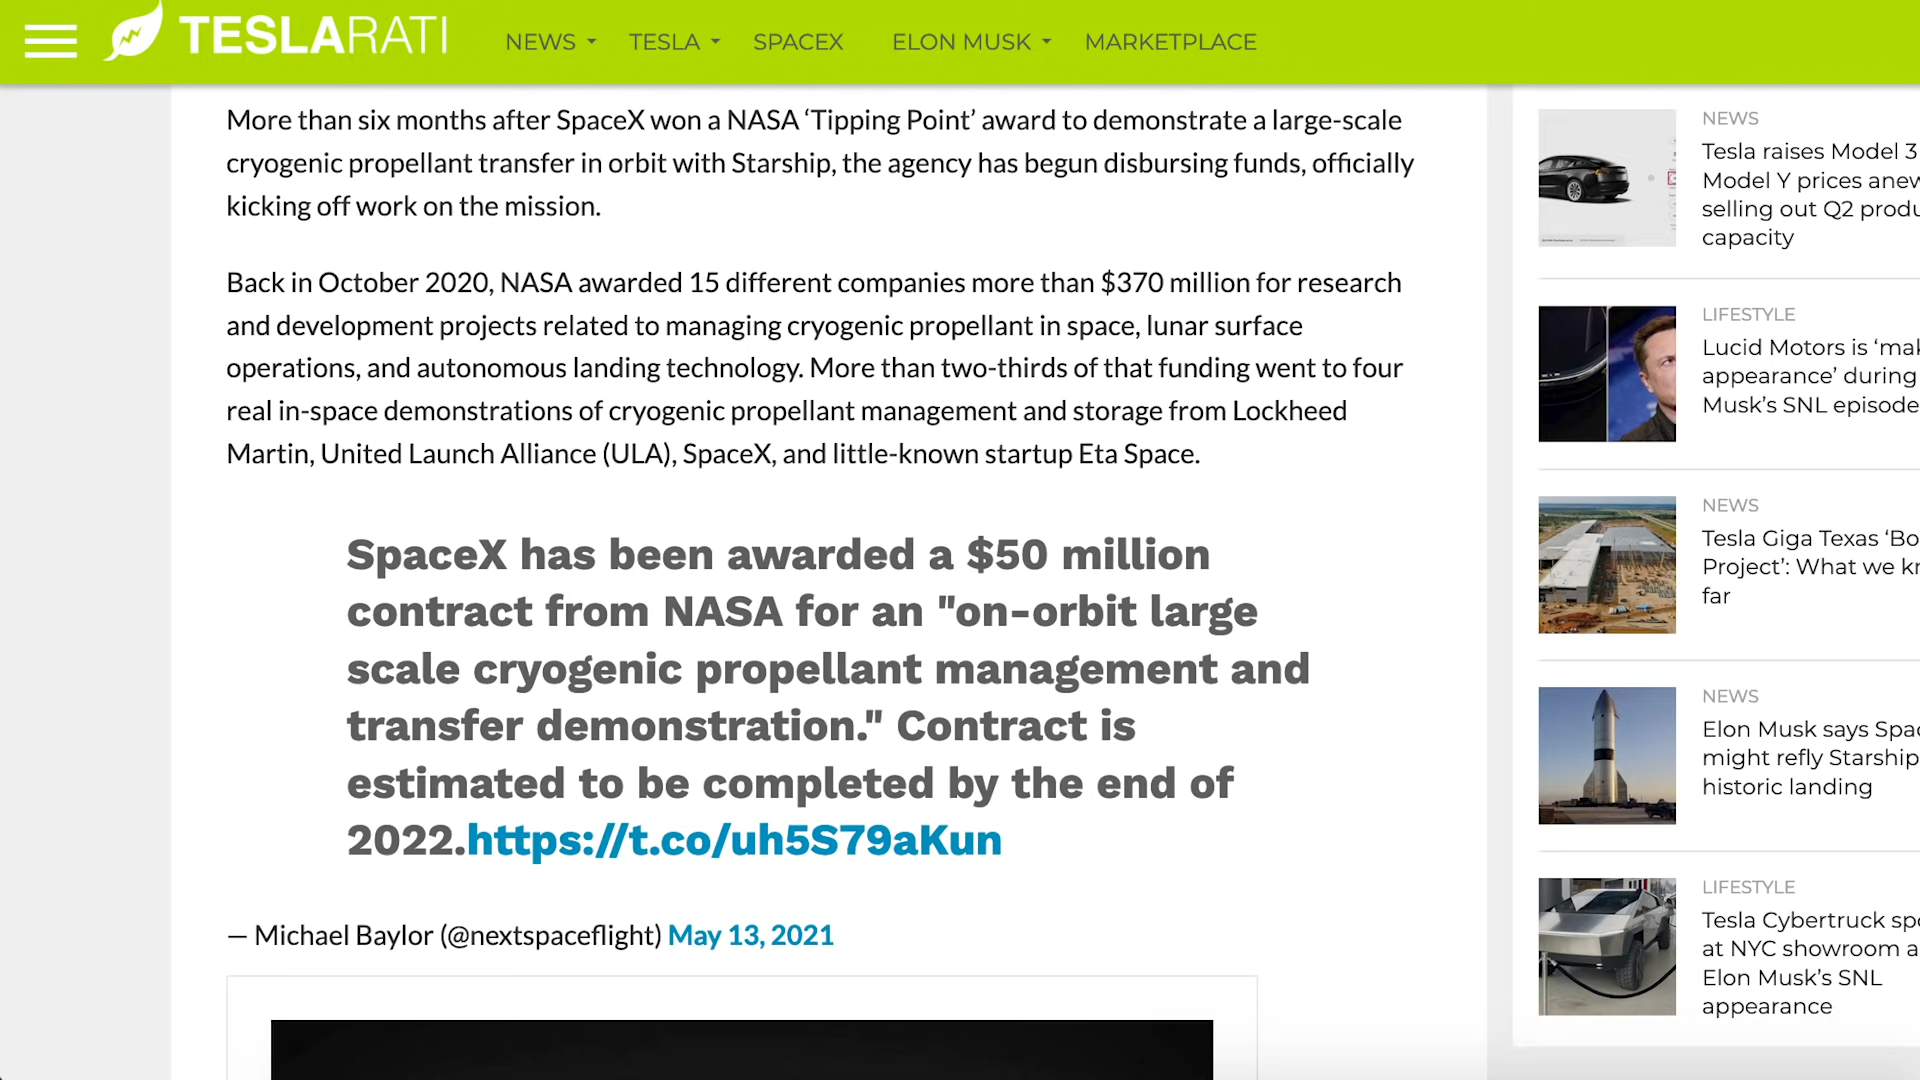 TESLARATI
NEWS
TESLA
SPACEX
ELON MUSK
MARKETPLACE
More than six months after SpaceX won a NASA ‘Tipping Point’ award to demonstrate a large-scale
cryogenic propellant transfer in orbit with Starship, the agency has begun disbursing funds, officially
kicking off work on the mission.
Back in October 2020, NASA awarded 15 different companies more than $370 million for research
and development projects related to managing cryogenic propellant in space, lunar surface
operations, and autonomous landing technology. More than two-thirds of that funding went to four
real in-space demonstrations of cryogenic propellant management and storage from Lockheed
Martin, United Launch Alliance (ULA), SpaceX, and little-known startup Eta Space.
SpaceX has been awarded a $50 million
contract from NASA for an "on-orbit large
scale cryogenic propellant management and
transfer demonstration." Contract is
estimated to be completed by the end of
2022.https://t.co/uh5S79aKun
— Michael Baylor (@nextspaceflight) May 13, 2021
NEWS
Tesla raises Model 3
Model Y prices anew
selling out Q2 produ
capacity
LIFESTYLE
Lucid Motors is ‘mak
appearance’ during
Musk’s SNL episode
NEWS
Tesla Giga Texas ‘Bo
Project’: What we kn
far
NEWS
Elon Musk says Spac
might refly Starship
historic landing
LIFESTYLE
Tesla Cybertruck spo
at NYC showroom a
Elon Musk’s SNL
appearance